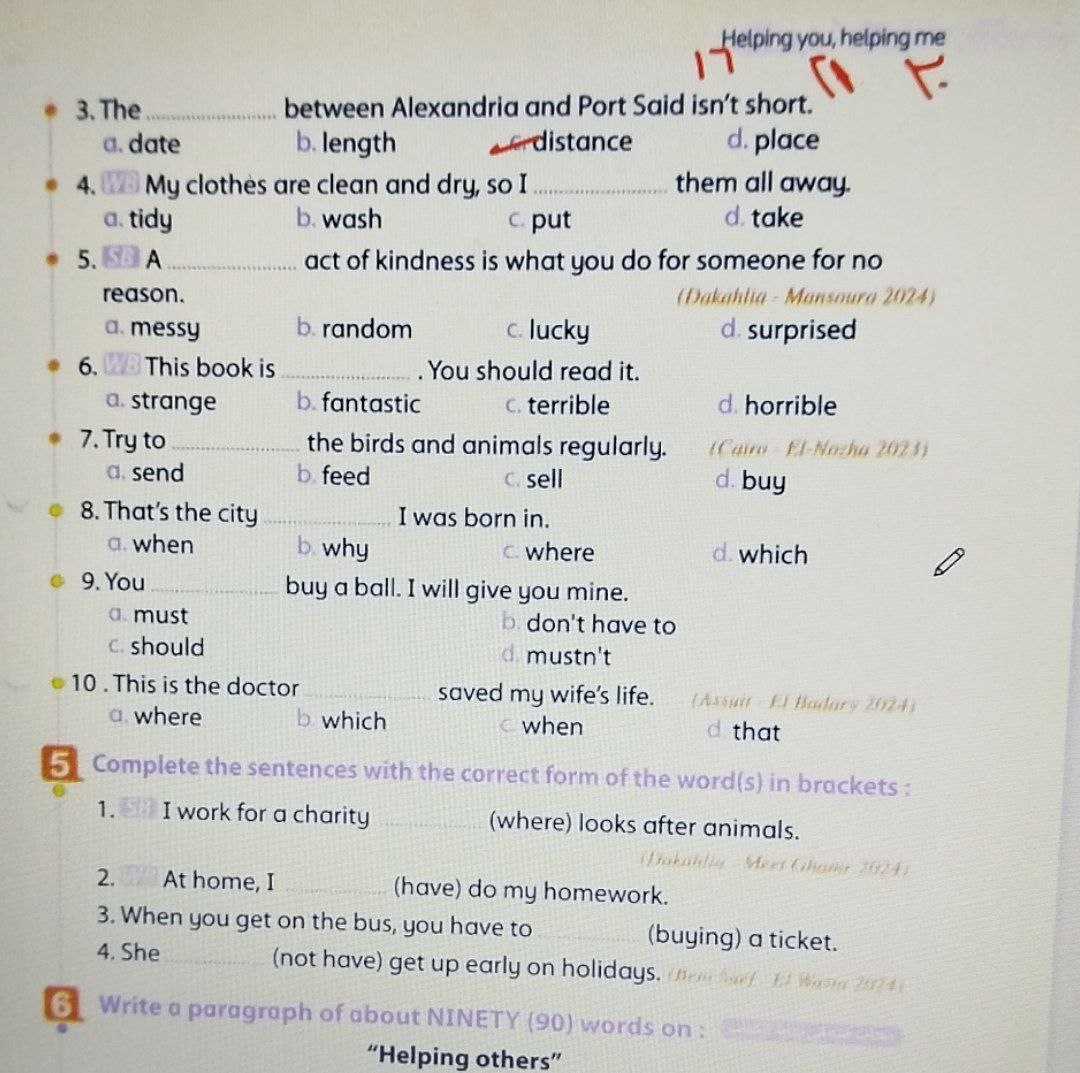 Helping you, helping me
١٦ ٢١ ٢٠
3. The ........................ between Alexandria and Port Said isn't short.
a. date b. length c. distance d. place
4. WB My clothes are clean and dry, so I ........................ them all away.
a. tidy b. wash c. put d. take
5. SB A ........................ act of kindness is what you do for someone for no
reason. (Dakahlia - Mansoura 2024)
a. messy b. random c. lucky d. surprised
6. WB This book is ........................ . You should read it.
a. strange b. fantastic c. terrible d. horrible
7. Try to ........................ the birds and animals regularly. (Cairo - El-Nozha 2023)
a. send b. feed c. sell d. buy
8. That's the city ........................ I was born in.
a. when b. why c. where d. which
9. You ........................ buy a ball. I will give you mine.
a. must b. don't have to
c. should d. mustn't
10 . This is the doctor ........................ saved my wife's life. (Assuit - El Badary 2024)
a. where b. which c. when d. that
5 Complete the sentences with the correct form of the word(s) in brackets :
1. SB I work for a charity .................... (where) looks after animals.
(Dakahlia - Meet Ghamr 2024)
2. WB At home, I .................... (have) do my homework.
3. When you get on the bus, you have to .................... (buying) a ticket.
4. She .................... (not have) get up early on holidays. (Beni Suef - El Wasta 2024)
6 Write a paragraph of about NINETY (90) words on :
"Helping others"